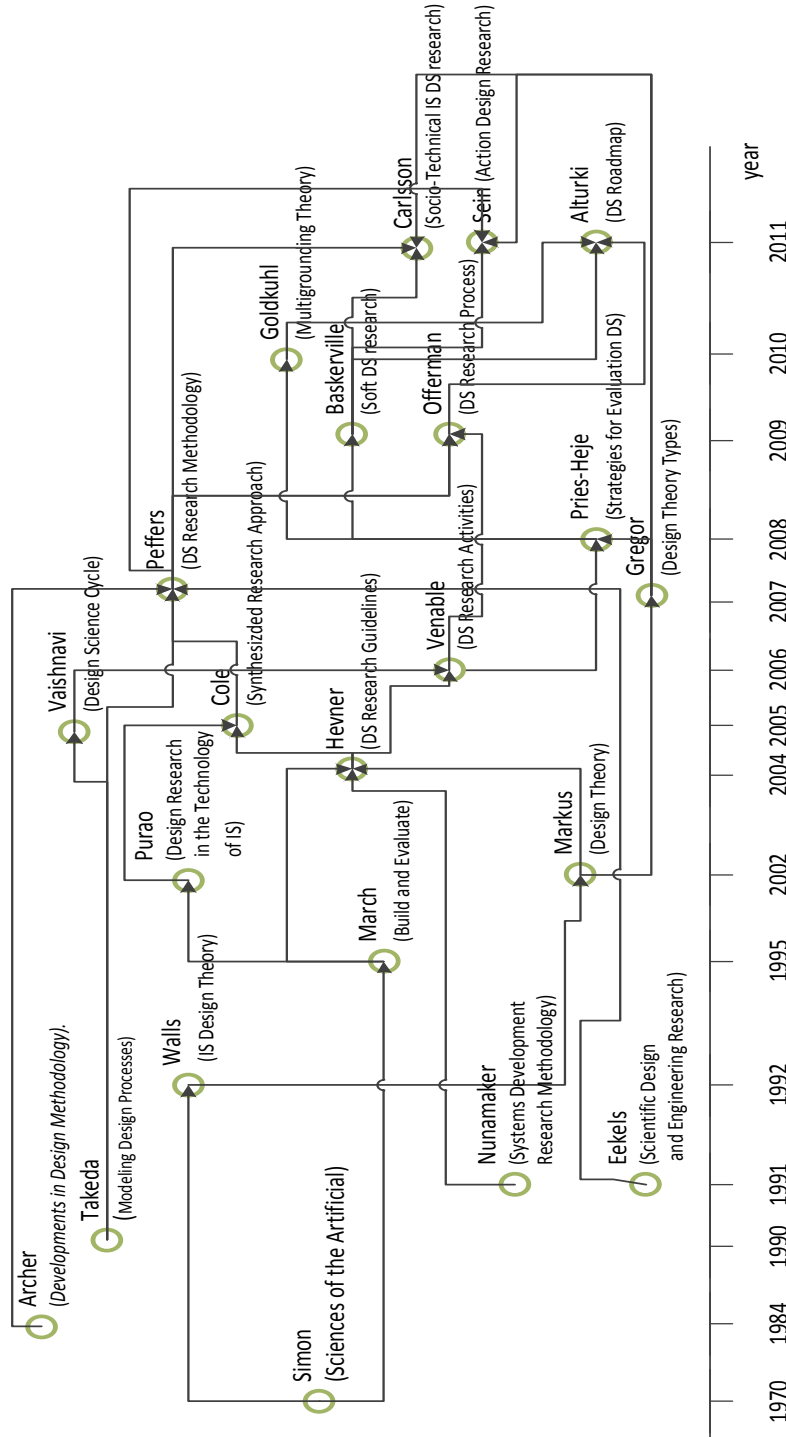 Archer
(Developments in Design Methodology).
Takeda
(Modeling Design Processes)
Vaishnavi
(Design Science Cycle)
Peffers
(DS Research Methodology)
Purao
(Design Research
in the Technology
of IS)
Walls
(IS Design Theory)
Cole
(Synthesizded Research Approach)
Goldkuhl
(Multigrounding Theory)
Simon
(Sciences of the Artificial)
Hevner
(DS Research Guidelines)
Baskerville
(Soft DS research)
March
(Build and Evaluate)
Carlsson
(Socio-Technical IS DS research)
Venable
(DS Research Activities)
Offerman
(DS Research Process)
Sein (Action Design Research)
Nunamaker
(Systems Development
Research Methodology)
Markus
(Design Theory)
Pries-Heje
(Strategies for Evaluation DS)
Alturki
(DS Roadmap)
Eekels
(Scientific Design
and Engineering Research)
Gregor
(Design Theory Types)
year
1970 1984 1990 1991 1992 1995 2002 2004 2005 2006 2007 2008 2009 2010 2011